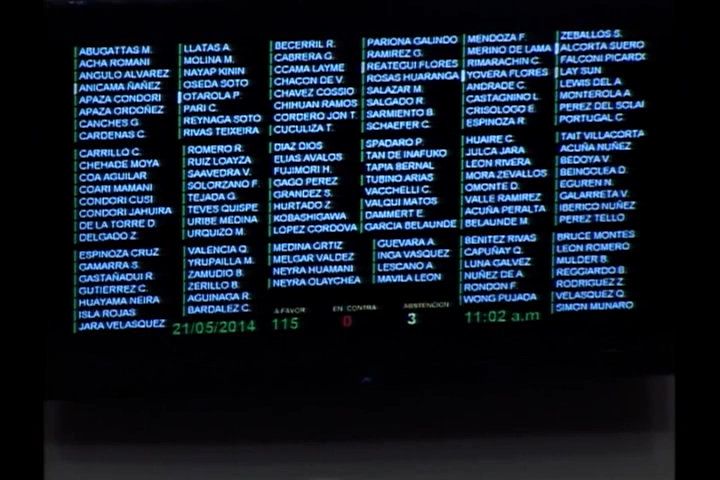 ABUGATTAS M.
ACHA ROMANI
ANGULO ALVAREZ
ANICAMA ÑAÑEZ
APAZA CONDORI
APAZA ORDOÑEZ
CANCHES G.
CARDENAS C.
CARRILLO C.
CHEHADE MOYA
COA AGUILAR
COARI MAMANI
CONDORI CUSI
CONDORI JAHUIRA
DE LA TORRE D.
DELGADO Z.
ESPINOZA CRUZ
GAMARRA S.
GASTAÑADUI R.
GUTIERREZ C.
HUAYAMA NEIRA
ISLA ROJAS
JARA VELASQUEZ
LLATAS A.
MOLINA M.
NAYAP KININ
OSEDA SOTO
OTAROLA P.
PARI C.
REYNAGA SOTO
RIVAS TEIXEIRA
ROMERO R.
RUIZ LOAYZA
SAAVEDRA V.
SOLORZANO F.
TEJADA G.
TEVES QUISPE
URIBE MEDINA
URQUIZO M.
VALENCIA Q.
YRUPAILLA M.
ZAMUDIO B.
ZERILLO B.
AGUINAGA R.
BARDALEZ C.
BECERRIL R.
CABRERA G.
CCAMA LAYME
CHACON DE V.
CHAVEZ COSSIO
CHIHUAN RAMOS
CORDERO JON T.
CUCULIZA T.
DIAZ DIOS
ELIAS AVALOS
FUJIMORI H.
GAGO PEREZ
GRANDEZ S.
HURTADO Z.
KOBASHIGAWA
LOPEZ CORDOVA
MEDINA ORTIZ
MELGAR VALDEZ
NEYRA HUAMANI
NEYRA OLAYCHEA
PARIONA GALINDO
RAMIREZ G.
REATEGUI FLORES
ROSAS HUARANGA
SALAZAR M.
SALGADO R.
SARMIENTO B.
SCHAEFER C.
SPADARO P.
TAN DE INAFUKO
TAPIA BERNAL
TUBINO ARIAS
VACCHELLI C.
VALQUI MATOS
DAMMERT E.
GARCIA BELAUNDE
GUEVARA A.
INGA VASQUEZ
LESCANO A.
MAVILA LEON
MENDOZA F.
MERINO DE LAMA
RIMARACHIN C.
YOVERA FLORES
ANDRADE C.
CASTAGNINO L.
CRISOLOGO E.
ESPINOZA R.
HUAIRE C.
JULCA JARA
LEON RIVERA
MORA ZEVALLOS
OMONTE D.
VALLE RAMIREZ
ACUÑA PERALTA
BELAUNDE M.
BENITEZ RIVAS
CAPUÑAY Q.
LUNA GALVEZ
NUÑEZ DE A.
RONDON F.
WONG PUJADA
ZEBALLOS S.
ALCORTA SUERO
FALCONI PICARDO
LAY SUN
LEWIS DEL A.
MONTEROLA A.
PEREZ DEL SOLAR
PORTUGAL C.
TAIT VILLACORTA
ACUÑA NUÑEZ
BEDOYA V.
BEINGOLEA D.
EGUREN N.
GALARRETA V.
IBERICO NUÑEZ
PEREZ TELLO
BRUCE MONTES
LEON ROMERO
MULDER B.
REGGIARDO B.
RODRIGUEZ Z.
VELASQUEZ Q.
SIMON MUNARO
A FAVOR EN CONTRA ABSTENCION
21/05/2014 115 0 3 11:02 a.m